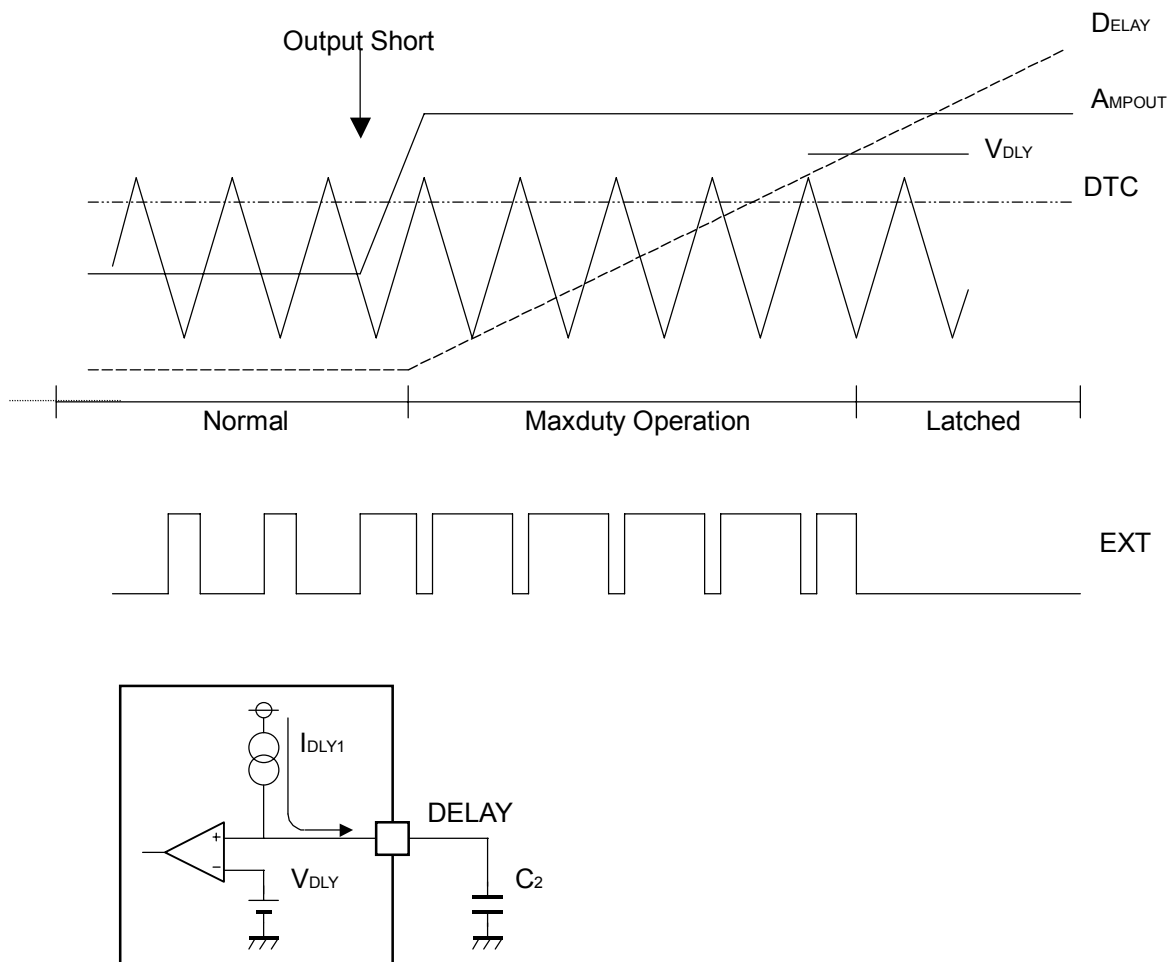 DELAY
Output Short
AMPOUT
VDLY
DTC
Normal
Maxduty Operation
Latched
EXT
IDLY1
DELAY
+
−
VDLY
C2